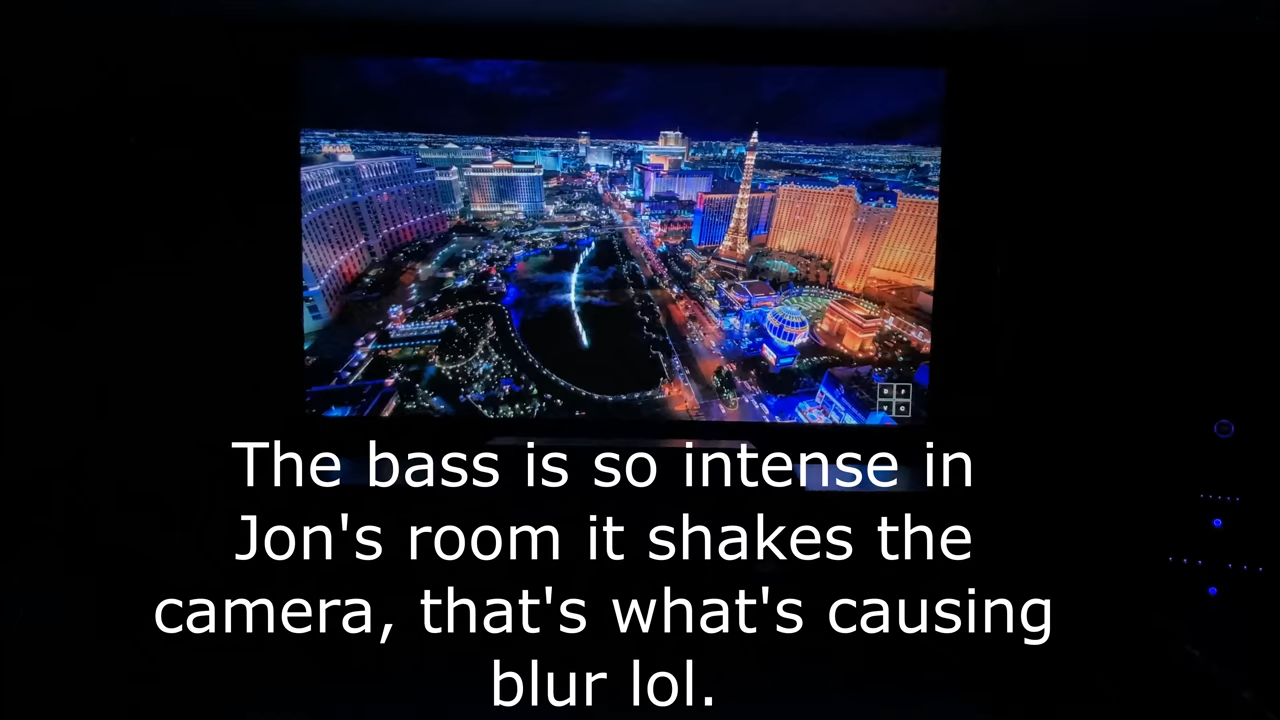 The bass is so intense in
Jon's room it shakes the
camera, that's what's causing
blur lol.